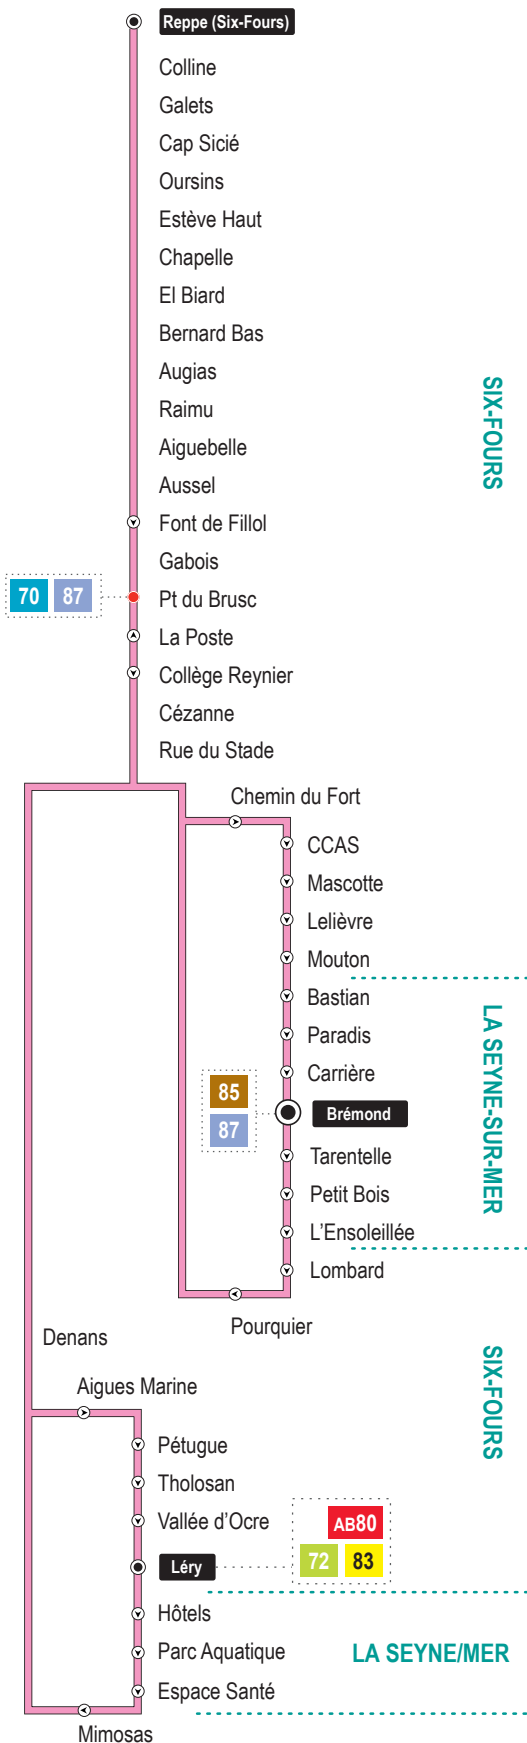 Reppe (Six-Fours)
Colline
Galets
Cap Sicié
Oursins
Estève Haut
Chapelle
El Biard
Bernard Bas
Augias
Raimu
SIX-FOURS
Aiguebelle
Aussel
Font de Fillol
Gabois
70 87
Pt du Brusc
La Poste
Collège Reynier
Cézanne
Rue du Stade
Chemin du Fort
CCAS
Mascotte
Lelièvre
Mouton
Bastian
Paradis
Carrière
LA SEYNE-SUR-MER
85
87
Brémond
Tarentelle
Petit Bois
L'Ensoleillée
Lombard
Pourquier
Denans
Aigues Marine
SIX-FOURS
Pétugue
Tholosan
Vallée d'Ocre
AB80
72 83
Léry
Hôtels
Parc Aquatique
LA SEYNE/MER
Espace Santé
Mimosas